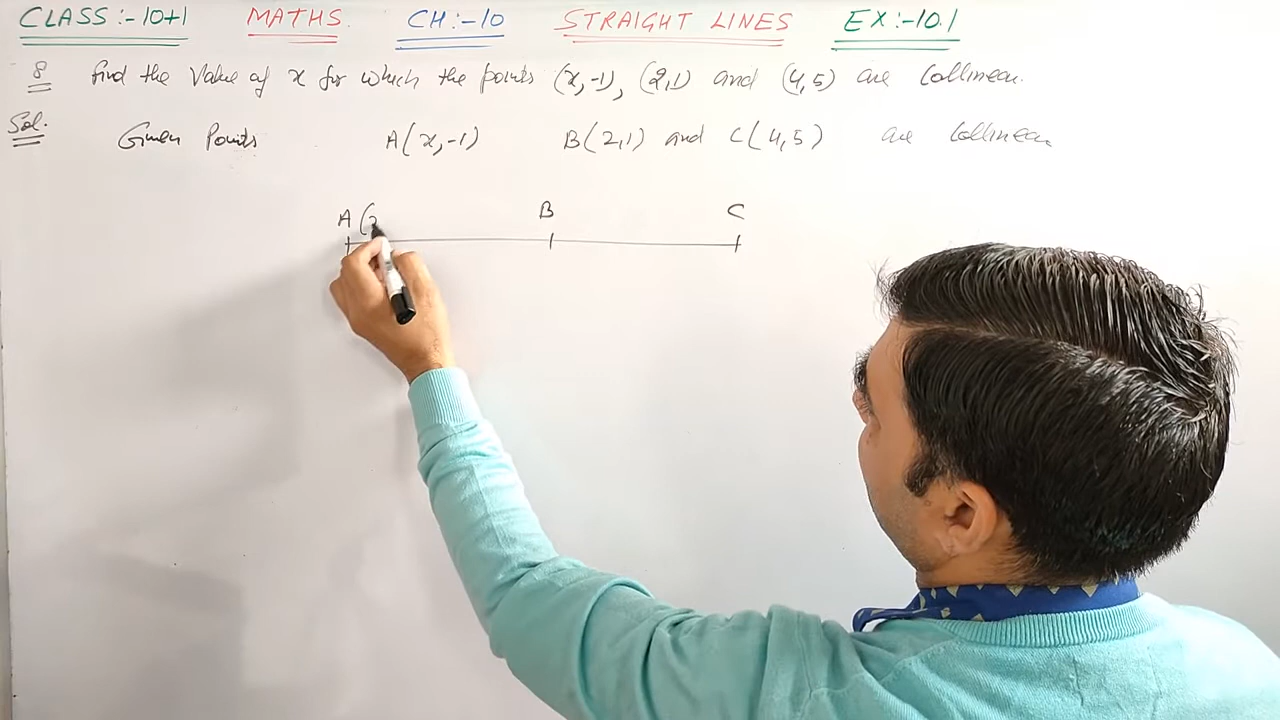 CLASS:-10+1 MATHS. CH:-10 STRAIGHT LINES EX:-10.1
8 find the Value of x for which the points (x,-1), (2,1) and (4,5) are Collinear.
Sol. Given Points A(x,-1) B(2,1) and C(4,5) are Collinear
A ( B C